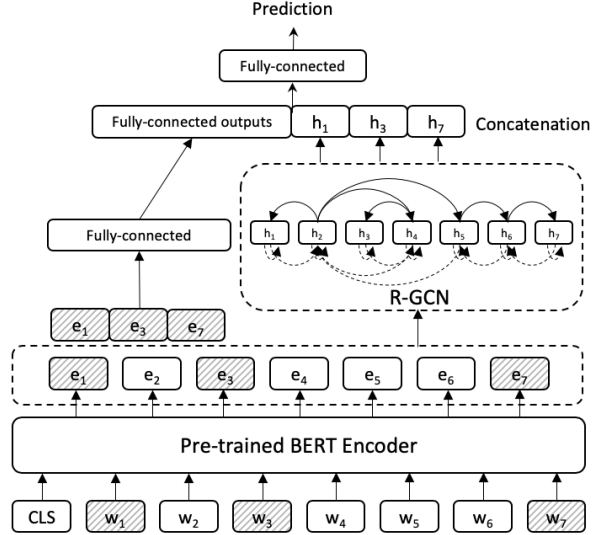 Prediction
Fully-connected
Fully-connected outputs h₁ h₃ h₇ Concatenation
Fully-connected
h₁ h₂ h₃ h₄ h₅ h₆ h₇
R-GCN
e₁ e₃ e₇
e₁ e₂ e₃ e₄ e₅ e₆ e₇
Pre-trained BERT Encoder
CLS w₁ w₂ w₃ w₄ w₅ w₆ w₇